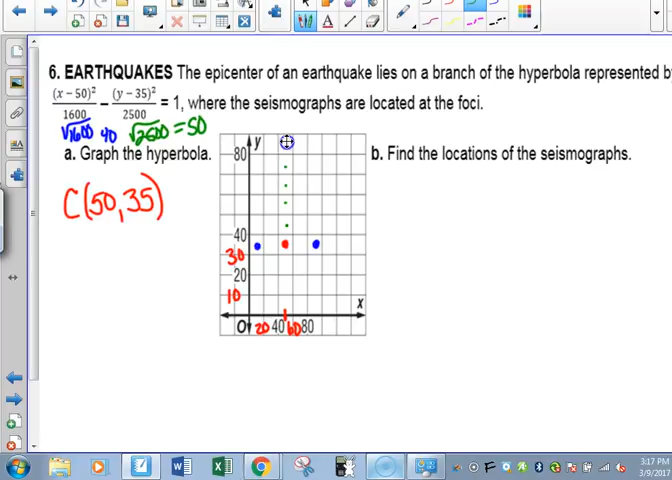 6. EARTHQUAKES The epicenter of an earthquake lies on a branch of the hyperbola represented by
(x − 50)²/1600 − (y − 35)²/2500 = 1, where the seismographs are located at the foci.
√1600 40 √2500 = 50
a. Graph the hyperbola.
b. Find the locations of the seismographs.
C(50,35)
y
80
40
30
20
10
x
O 20 40 60 80
3:17 PM
3/9/2017